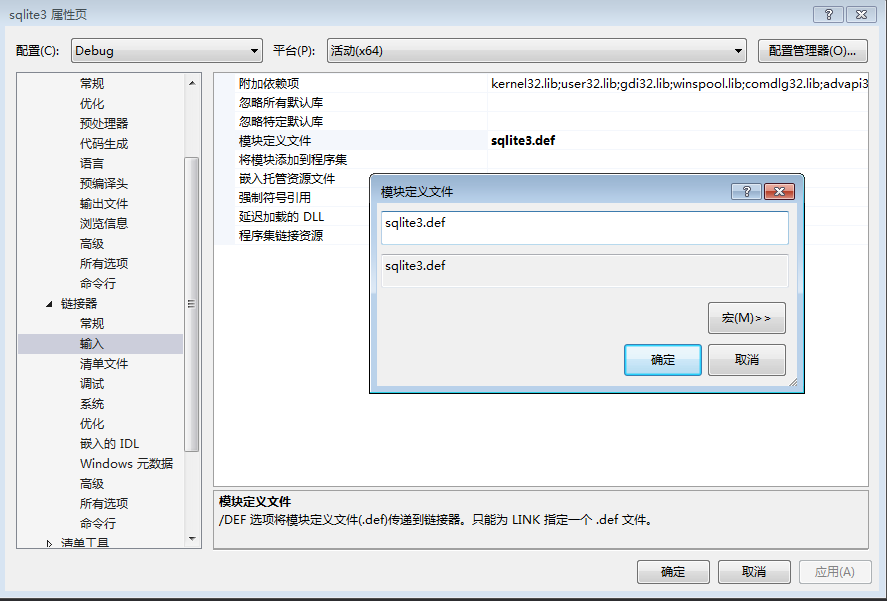 sqlite3 属性页
配置(C): Debug 平台(P): 活动(x64) 配置管理器(O)...
常规
优化
预处理器
代码生成
语言
预编译头
输出文件
浏览信息
高级
所有选项
命令行
链接器
常规
输入
清单文件
调试
系统
优化
嵌入的 IDL
Windows 元数据
高级
所有选项
命令行
清单工具
附加依赖项 kernel32.lib;user32.lib;gdi32.lib;winspool.lib;comdlg32.lib;advapi3
忽略所有默认库
忽略特定默认库
模块定义文件 sqlite3.def
将模块添加到程序集
嵌入托管资源文件
强制符号引用
延迟加载的 DLL
程序集链接资源
模块定义文件
sqlite3.def
sqlite3.def
宏(M)>>
确定 取消
模块定义文件
/DEF 选项将模块定义文件(.def)传递到链接器。只能为 LINK 指定一个 .def 文件。
确定 取消 应用(A)